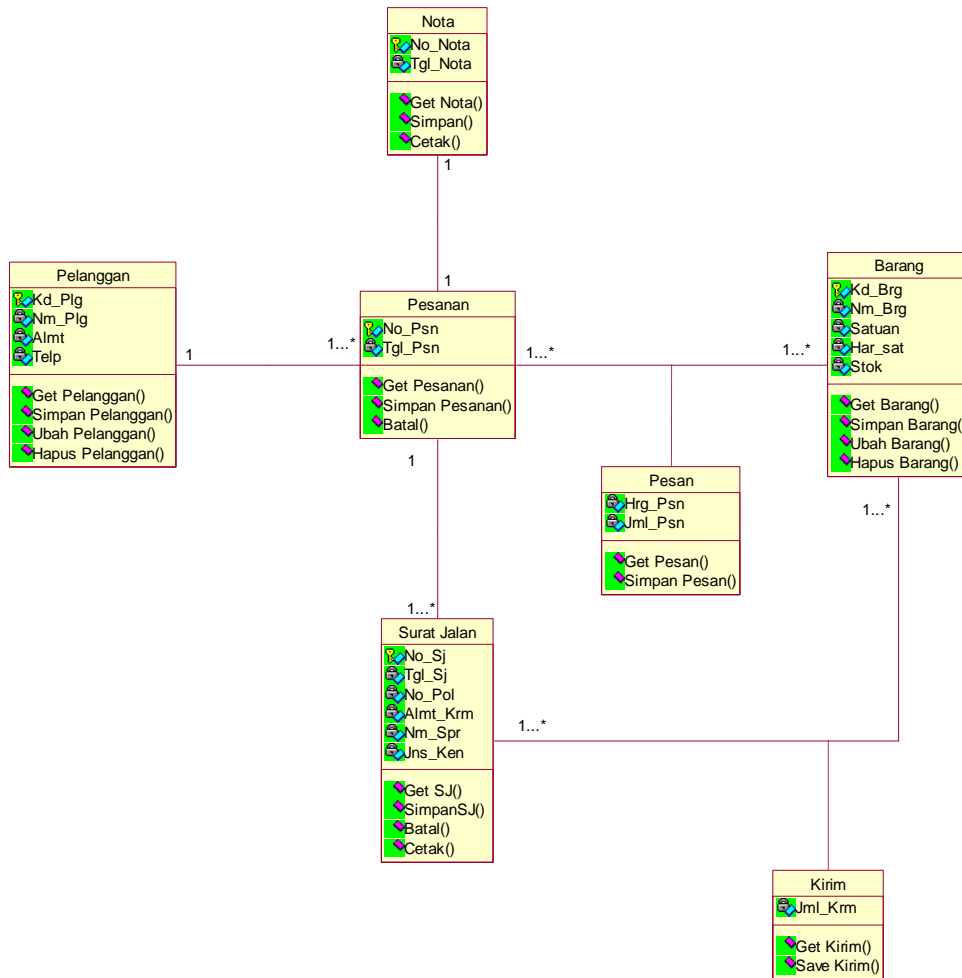 Nota
No_Nota
Tgl_Nota
Get Nota()
Simpan()
Cetak()
1
1
Pelanggan
Kd_Plg
Nm_Plg
Almt
Telp
Get Pelanggan()
Simpan Pelanggan()
Ubah Pelanggan()
Hapus Pelanggan()
1
1...*
Pesanan
No_Psn
Tgl_Psn
Get Pesanan()
Simpan Pesanan()
Batal()
1...*
1...*
Barang
Kd_Brg
Nm_Brg
Satuan
Har_sat
Stok
Get Barang()
Simpan Barang()
Ubah Barang()
Hapus Barang()
1
1...*
Pesan
Hrg_Psn
Jml_Psn
Get Pesan()
Simpan Pesan()
1...*
Surat Jalan
No_Sj
Tgl_Sj
No_Pol
Almt_Krm
Nm_Spr
Jns_Ken
Get SJ()
SimpanSJ()
Batal()
Cetak()
1...*
Kirim
Jml_Krm
Get Kirim()
Save Kirim()